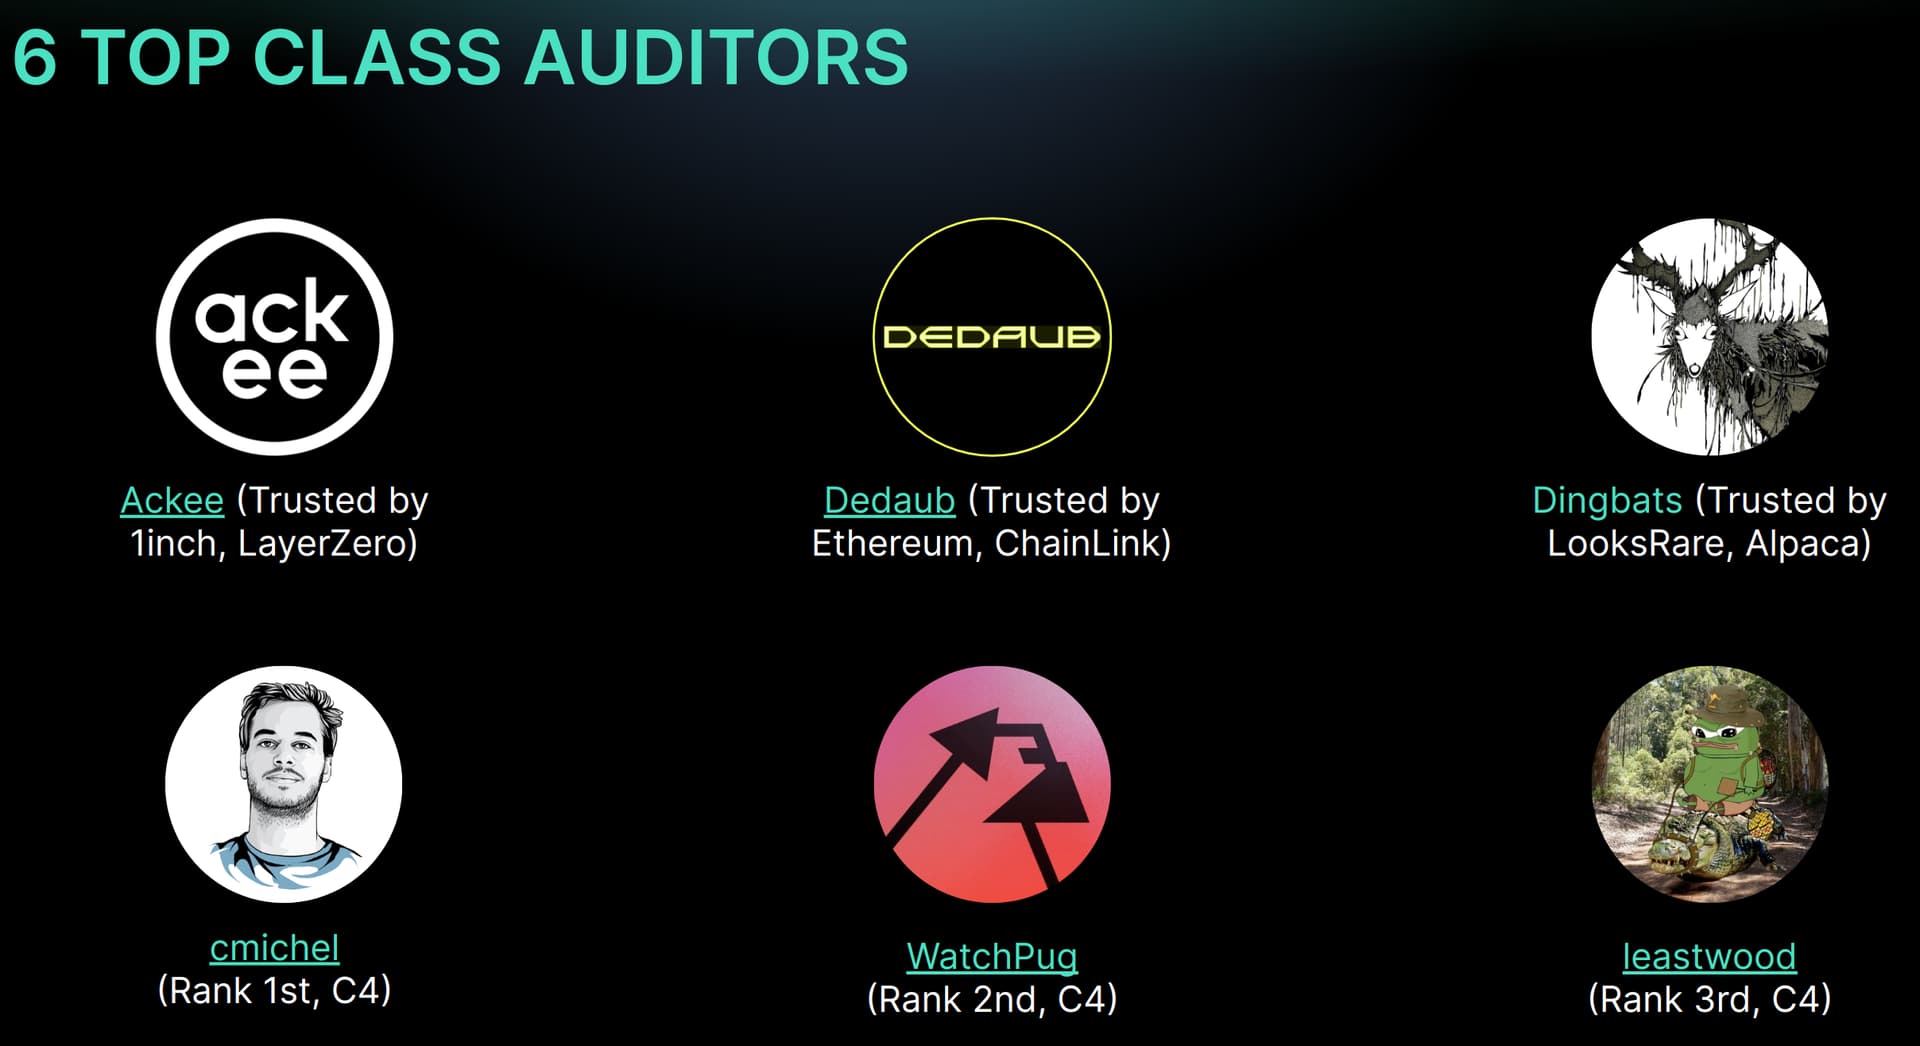 6 TOP CLASS AUDITORS
ack
ee
DEDAUB
Ackee (Trusted by
1inch, LayerZero)
Dedaub (Trusted by
Ethereum, ChainLink)
Dingbats (Trusted by
LooksRare, Alpaca)
cmichel
(Rank 1st, C4)
WatchPug
(Rank 2nd, C4)
leastwood
(Rank 3rd, C4)